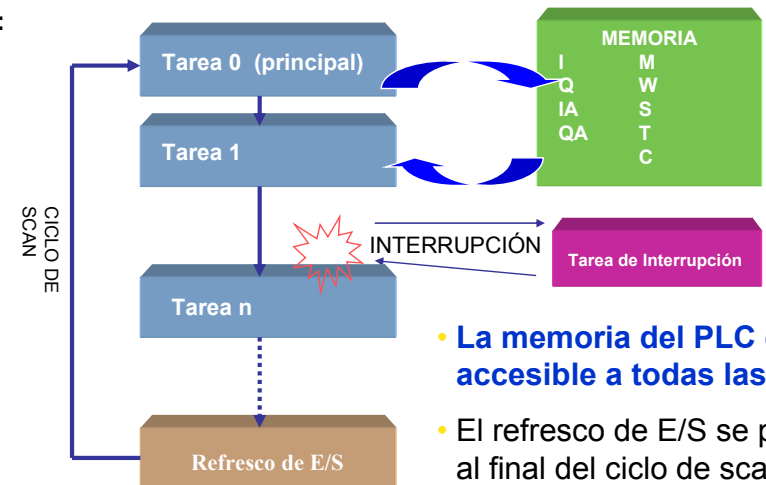 :
Tarea 0 (principal)
MEMORIA
I M
Q W
IA S
QA T
C
Tarea 1
CICLO DE
SCAN
INTERRUPCIÓN
Tarea de Interrupción
Tarea n
• La memoria del PLC
accesible a todas las
• El refresco de E/S se
al final del ciclo de
Refresco de E/S